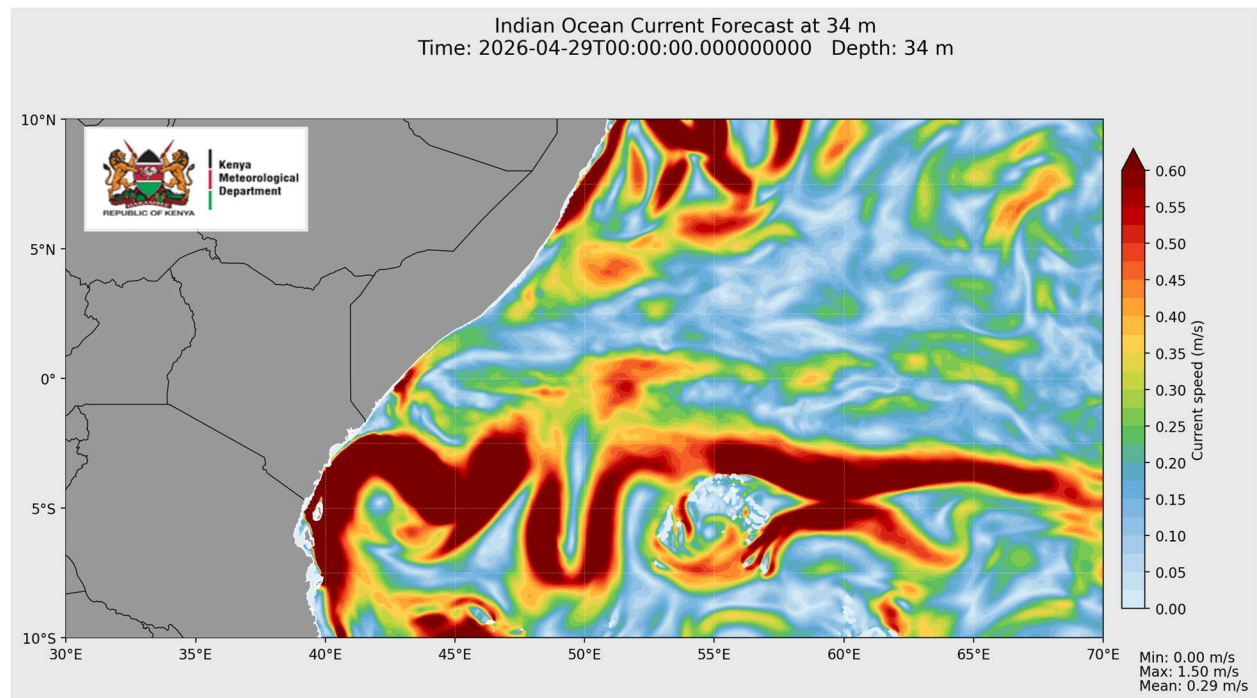 Indian Ocean Current Forecast at 34 m
Time: 2026-04-29T00:00:00.000000000   Depth: 34 m
10°N
5°N
0°
5°S
10°S
30°E
35°E
40°E
45°E
50°E
55°E
60°E
65°E
70°E
Kenya
Meteorological
Department
REPUBLIC OF KENYA
0.60
0.55
0.50
0.45
0.40
0.35
0.30
0.25
0.20
0.15
0.10
0.05
0.00
Current speed (m/s)
Min: 0.00 m/s
Max: 1.50 m/s
Mean: 0.29 m/s